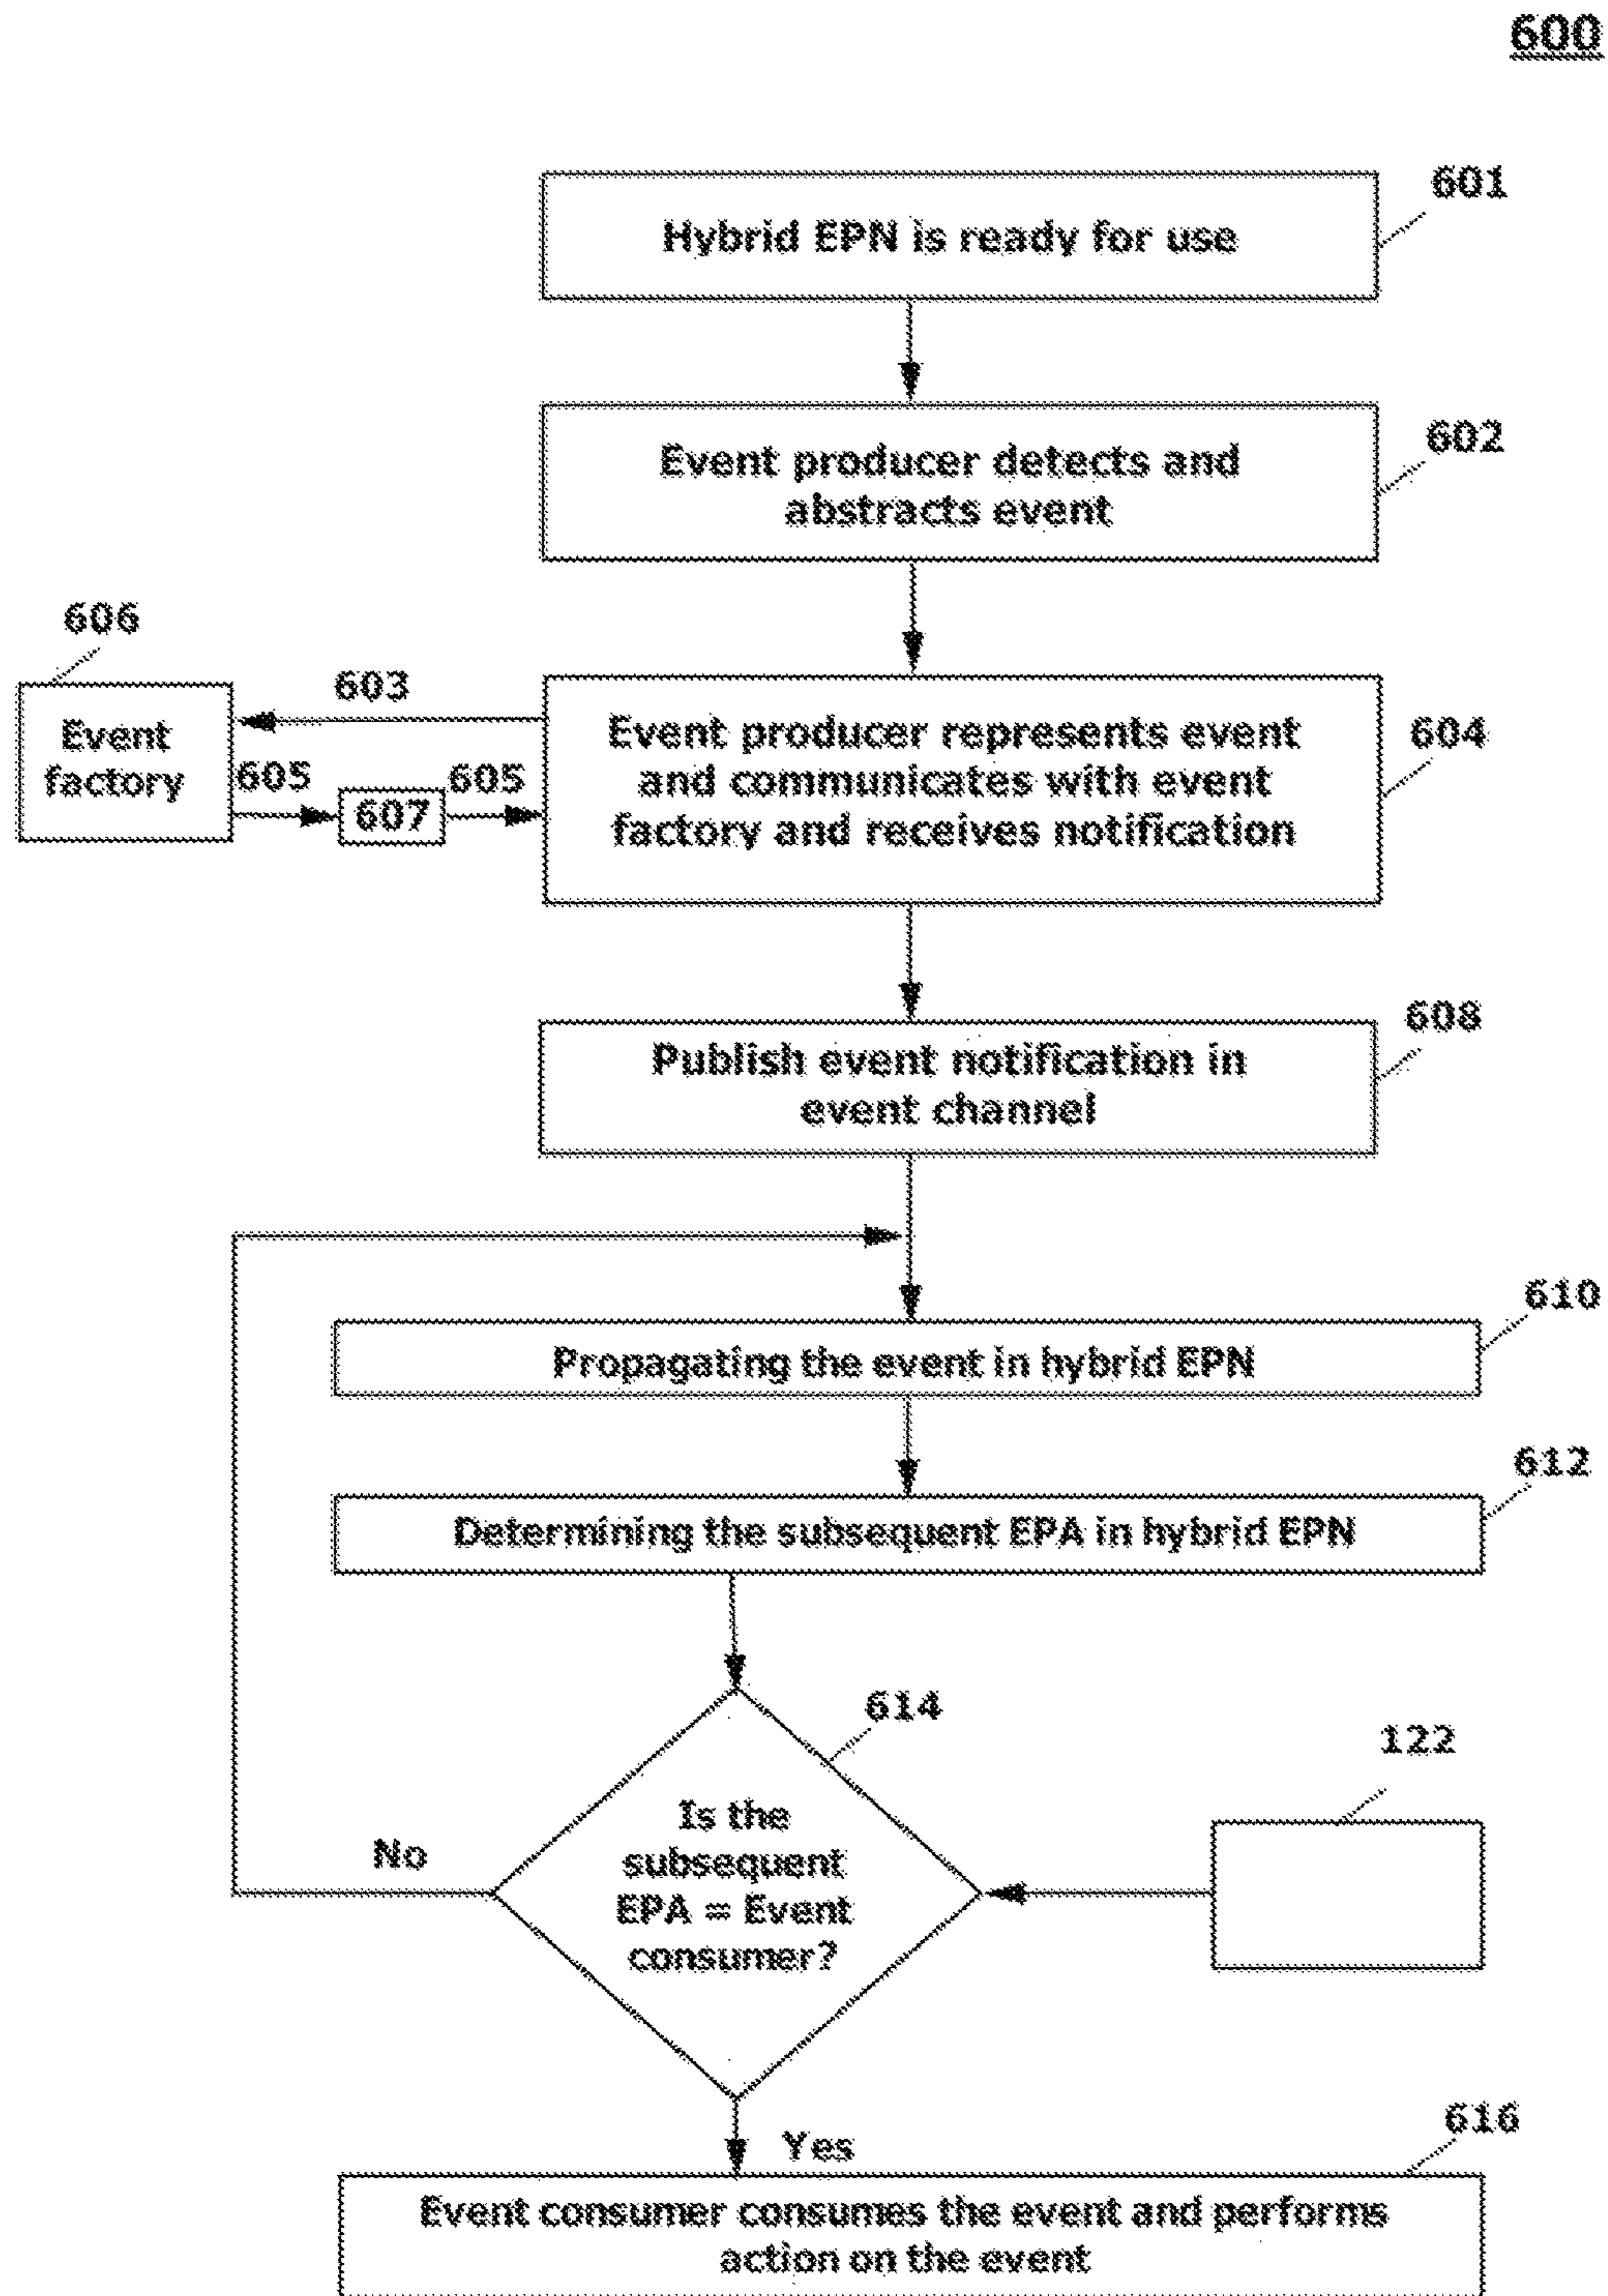 600
601
Hybrid EPN is ready for use
602
Event producer detects and
abstracts event
606
603
Event
factory
605
607
605
604
Event producer represents event
and communicates with event
factory and receives notification
608
Publish event notification in
event channel
610
Propagating the event in hybrid EPN
612
Determining the subsequent EPA in hybrid EPN
614
122
Is the
subsequent
EPA = Event
consumer?
No
Yes
616
Event consumer consumes the event and performs
action on the event